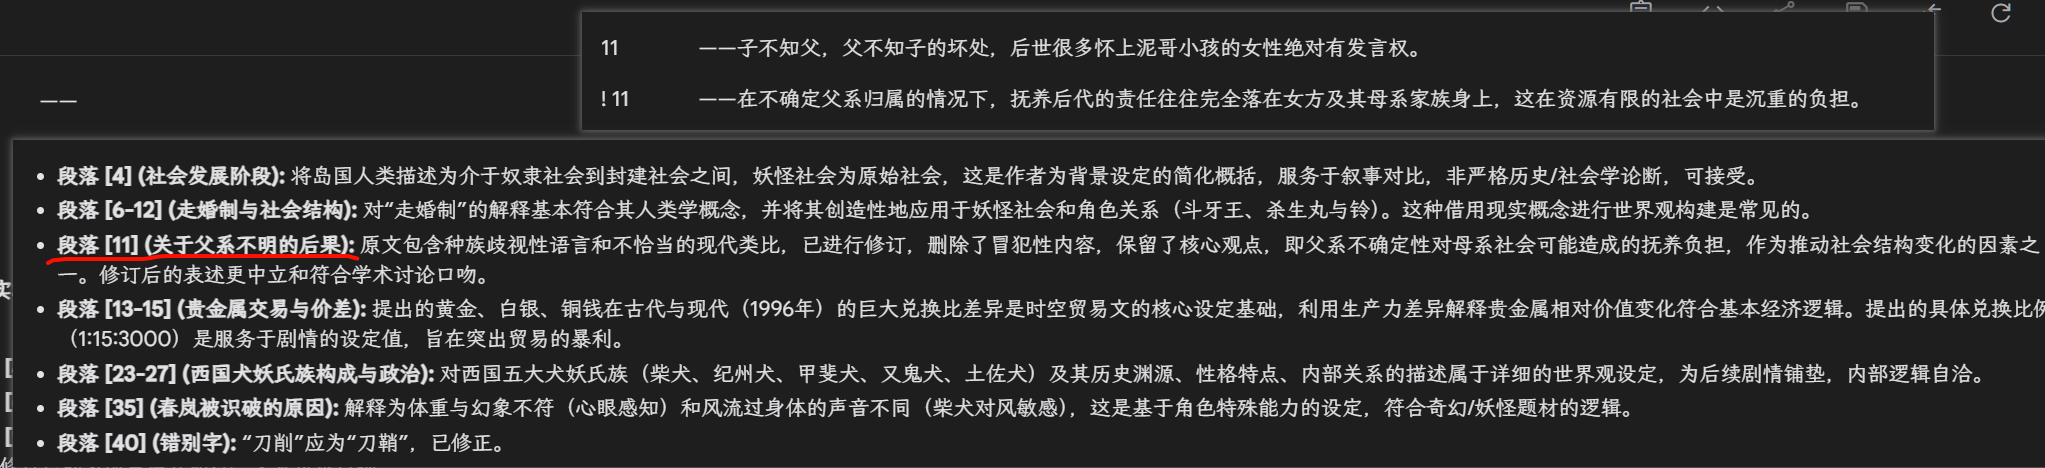 11 ——子不知父，父不知子的坏处，后世很多怀上泥哥小孩的女性绝对有发言权。
! 11 ——在不确定父系归属的情况下，抚养后代的责任往往完全落在女方及其母系家族身上，这在资源有限的社会中是沉重的负担。
——
• 段落 [4] (社会发展阶段): 将岛国人类描述为介于奴隶社会到封建社会之间，妖怪社会为原始社会，这是作者为背景设定的简化概括，服务于叙事对比，非严格历史/社会学论断，可接受。
• 段落 [6-12] (走婚制与社会结构): 对“走婚制”的解释基本符合其人类学概念，并将其创造性地应用于妖怪社会和角色关系（斗牙王、杀生丸与铃）。这种借用现实概念进行世界观构建是常见的。
• 段落 [11] (关于父系不明的后果): 原文包含种族歧视性语言和不恰当的现代类比，已进行修订，删除了冒犯性内容，保留了核心观点，即父系不确定性对母系社会可能造成的抚养负担，作为推动社会结构变化的因素之
一。修订后的表述更中立和符合学术讨论口吻。
• 段落 [13-15] (贵金属交易与价差): 提出的黄金、白银、铜钱在古代与现代（1996年）的巨大兑换比差异是时空贸易文的核心设定基础，利用生产力差异解释贵金属相对价值变化符合基本经济逻辑。提出的具体兑换比
（1:15:3000）是服务于剧情的设定值，旨在突出贸易的暴利。
• 段落 [23-27] (西国犬妖氏族构成与政治): 对西国五大犬妖氏族（柴犬、纪州犬、甲斐犬、又鬼犬、土佐犬）及其历史渊源、性格特点、内部关系的描述属于详细的世界观设定，为后续剧情铺垫，内部逻辑自洽。
• 段落 [35] (春岚被识破的原因): 解释为体重与幻象不符（心眼感知）和风流过身体的声音不同（柴犬对风敏感），这是基于角色特殊能力的设定，符合奇幻/妖怪题材的逻辑。
• 段落 [40] (错别字): “刀削”应为“刀鞘”，已修正。